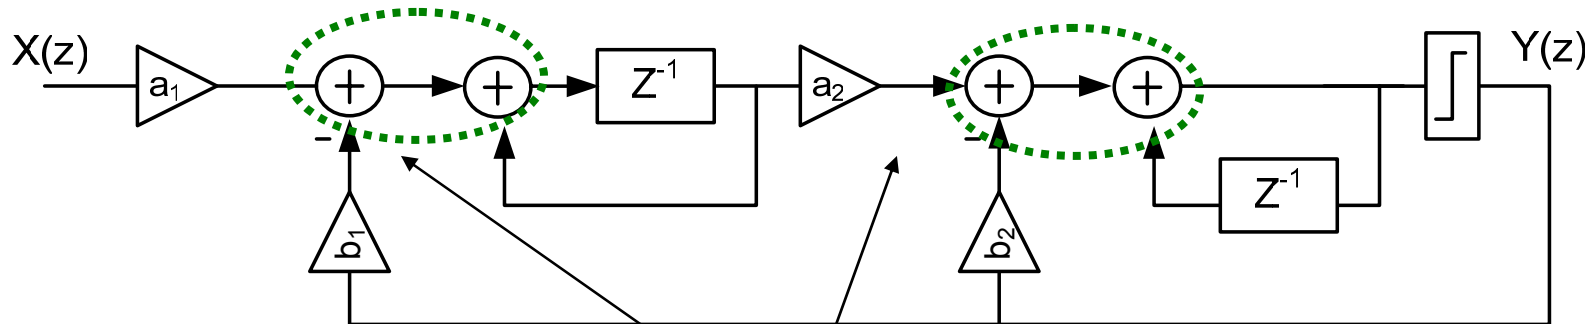 X(z)
a₁
+
+
Z⁻¹
a₂
+
+
Y(z)
−
−
Z⁻¹
b₁
b₂